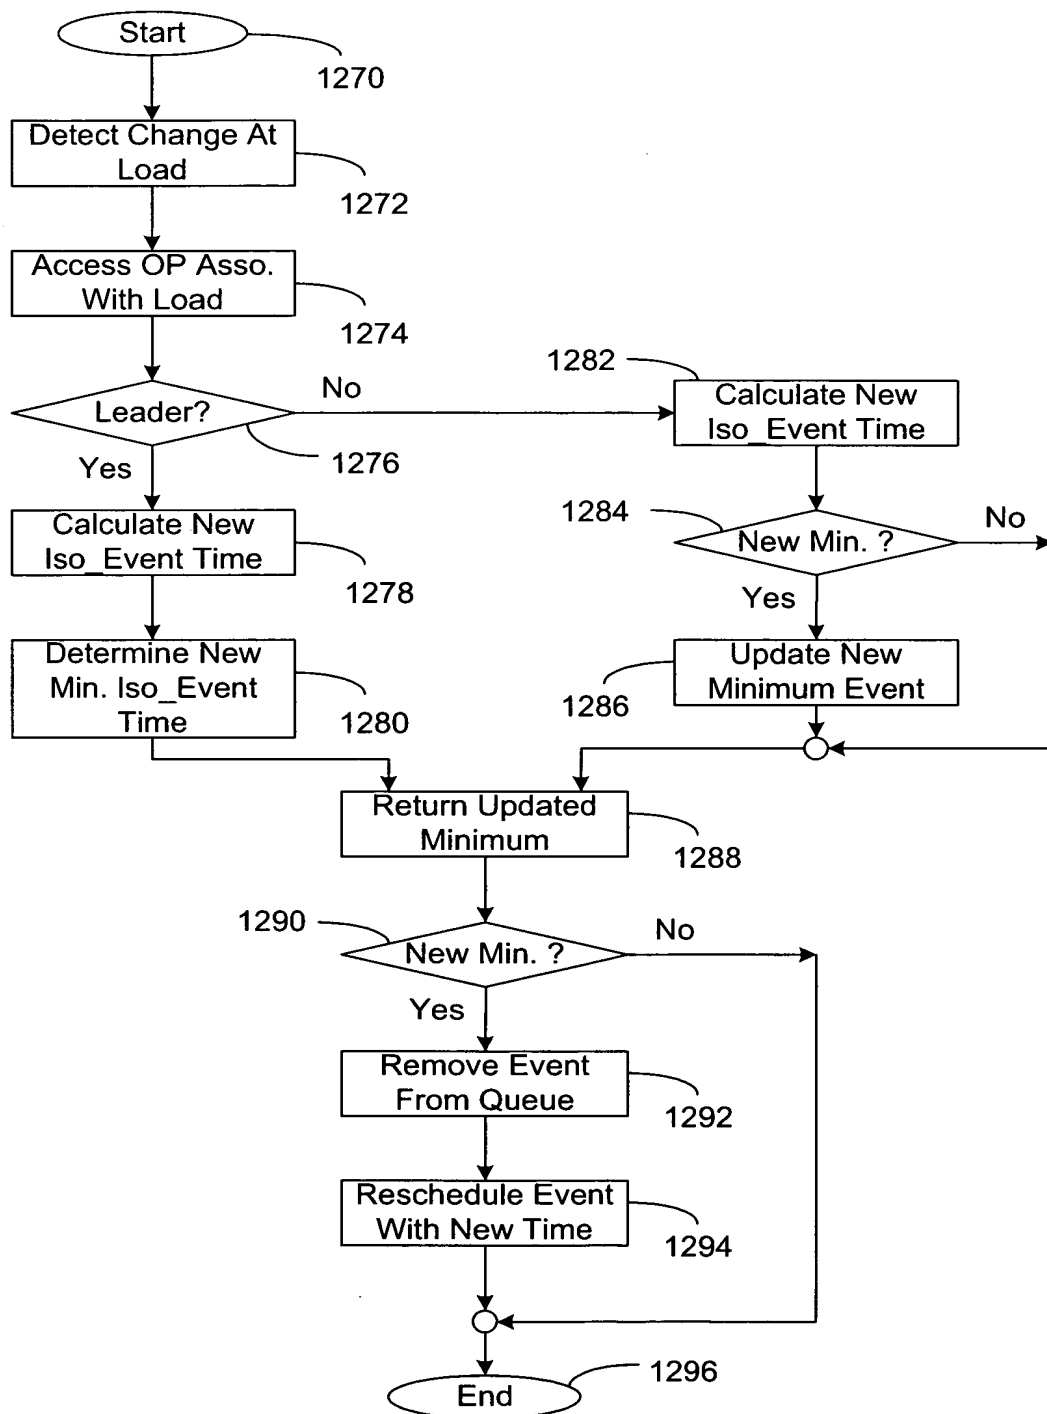 Start
1270
Detect Change At
Load
1272
Access OP Asso.
With Load
1274
Leader?
No
1276
Yes
1282
Calculate New
Iso_Event Time
Calculate New
Iso_Event Time
1278
1284
New Min. ?
No
Yes
Determine New
Min. Iso_Event
Time
1280
Update New
Minimum Event
1286
Return Updated
Minimum
1288
1290
New Min. ?
No
Yes
Remove Event
From Queue
1292
Reschedule Event
With New Time
1294
End
1296